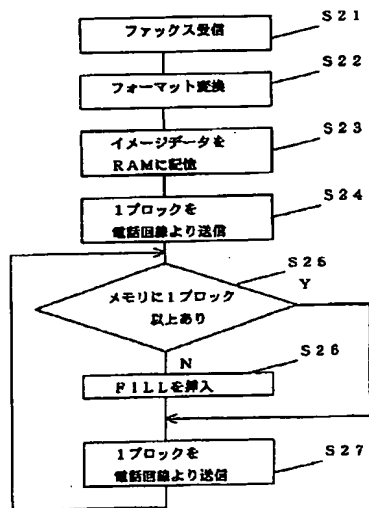 ファックス受信
S21
フォーマット変換
S22
イメージデータを
RAMに記憶
S23
1ブロックを
電話回線より送信
S24
メモリに1ブロック
以上あり
S25
Y
N
FILLを挿入
S26
1ブロックを
電話回線より送信
S27